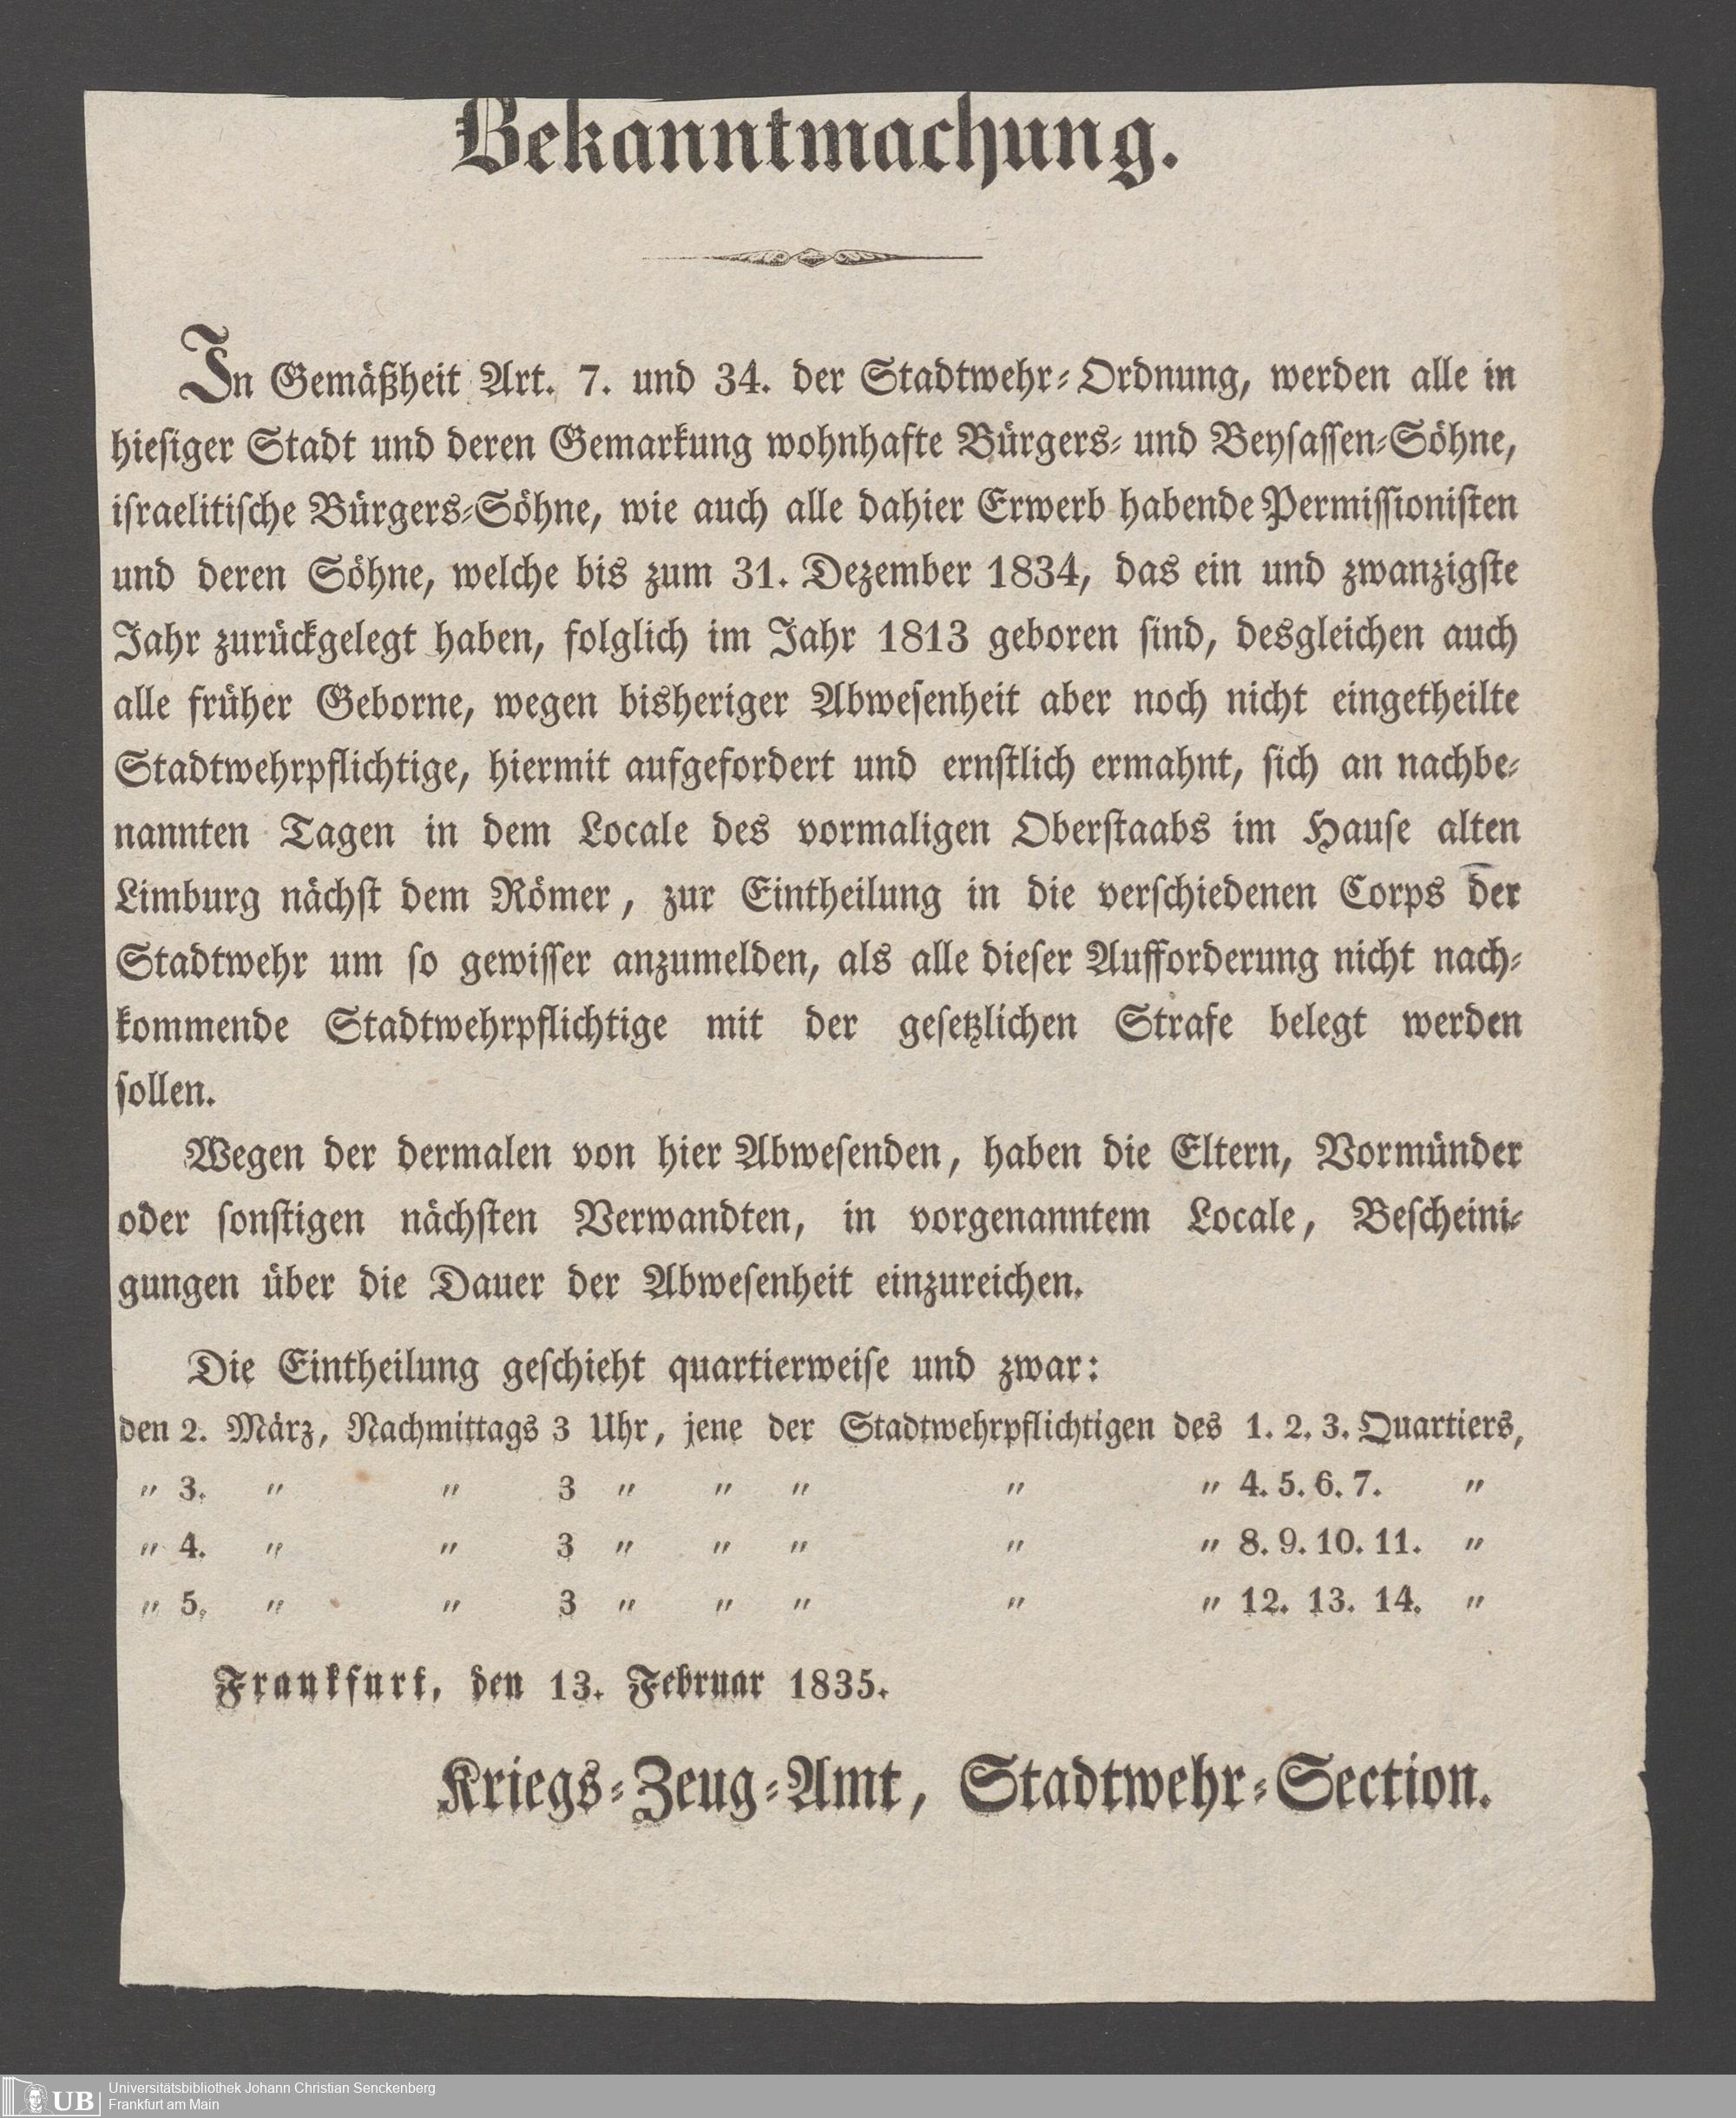 Bekanntmachung.
In Gemäßheit Art. 7. und 34. der Stadtwehr-Ordnung, werden alle in
hiesiger Stadt und deren Gemarkung wohnhafte Bürgers- und Beysassen-Söhne,
israelitische Bürgers-Söhne, wie auch alle dahier Erwerb habende Permissionisten
und deren Söhne, welche bis zum 31. Dezember 1834, das ein und zwanzigste
Jahr zurückgelegt haben, folglich im Jahr 1813 geboren sind, desgleichen auch
alle früher Geborne, wegen bisheriger Abwesenheit aber noch nicht eingetheilte
Stadtwehrpflichtige, hiermit aufgefordert und ernstlich ermahnt, sich an nachbe-
nannten Tagen in dem Locale des vormaligen Oberstaabs im Hause alten
Limburg nächst dem Römer, zur Eintheilung in die verschiedenen Corps der
Stadtwehr um so gewisser anzumelden, als alle dieser Aufforderung nicht nach-
kommende Stadtwehrpflichtige mit der gesetzlichen Strafe belegt werden
sollen.
Wegen der dermalen von hier Abwesenden, haben die Eltern, Vormünder
oder sonstigen nächsten Verwandten, in vorgenanntem Locale, Bescheini-
gungen über die Dauer der Abwesenheit einzureichen.
Die Eintheilung geschieht quartierweise und zwar:
den 2. März, Nachmittags 3 Uhr, jene der Stadtwehrpflichtigen des 1. 2. 3. Quartiers,
" 3. " " 3 " " " " " 4. 5. 6. 7. "
" 4. " " 3 " " " " " 8. 9. 10. 11. "
" 5. " " 3 " " " " " 12. 13. 14. "
Frankfurt, den 13. Februar 1835.
Kriegs-Zeug-Amt, Stadtwehr-Section.
UB
Universitätsbibliothek Johann Christian Senckenberg
Frankfurt am Main